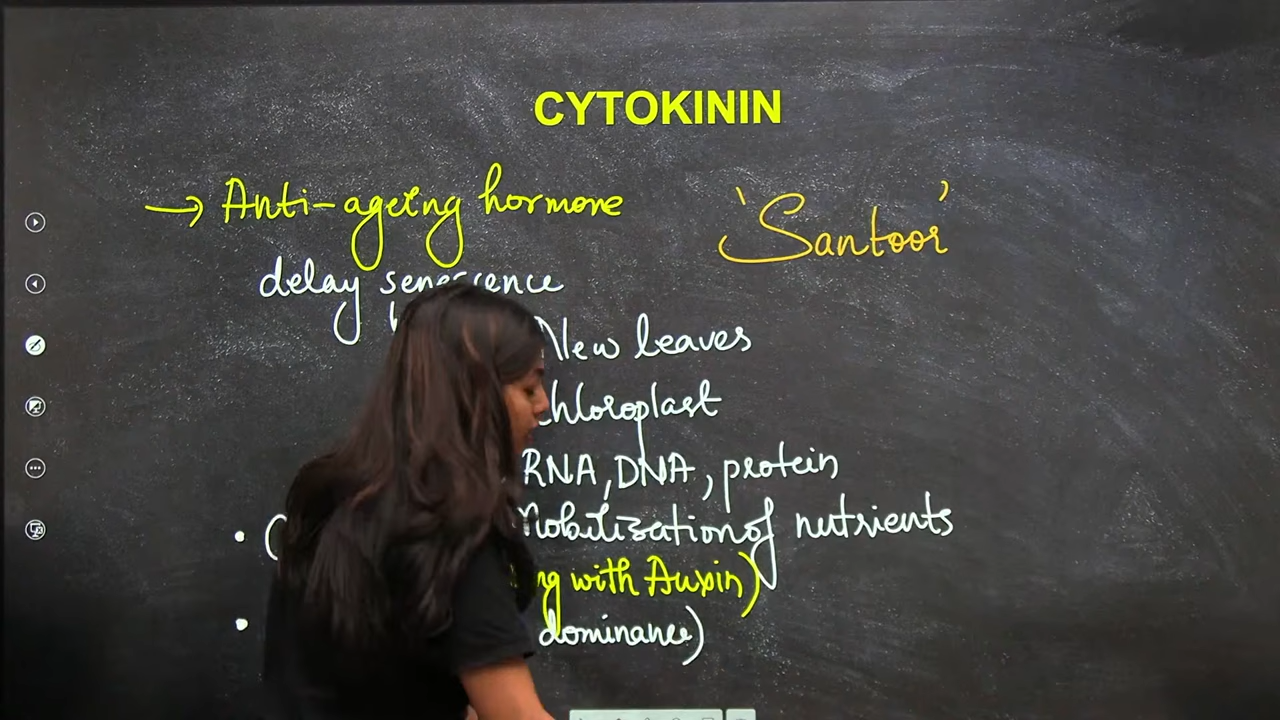 CYTOKININ
→ Anti-ageing hormone
'Santoor'
delay senescence
New leaves
chloroplast
RNA, DNA, protein
• Mobilization of nutrients
with Auxin)
• dominance)